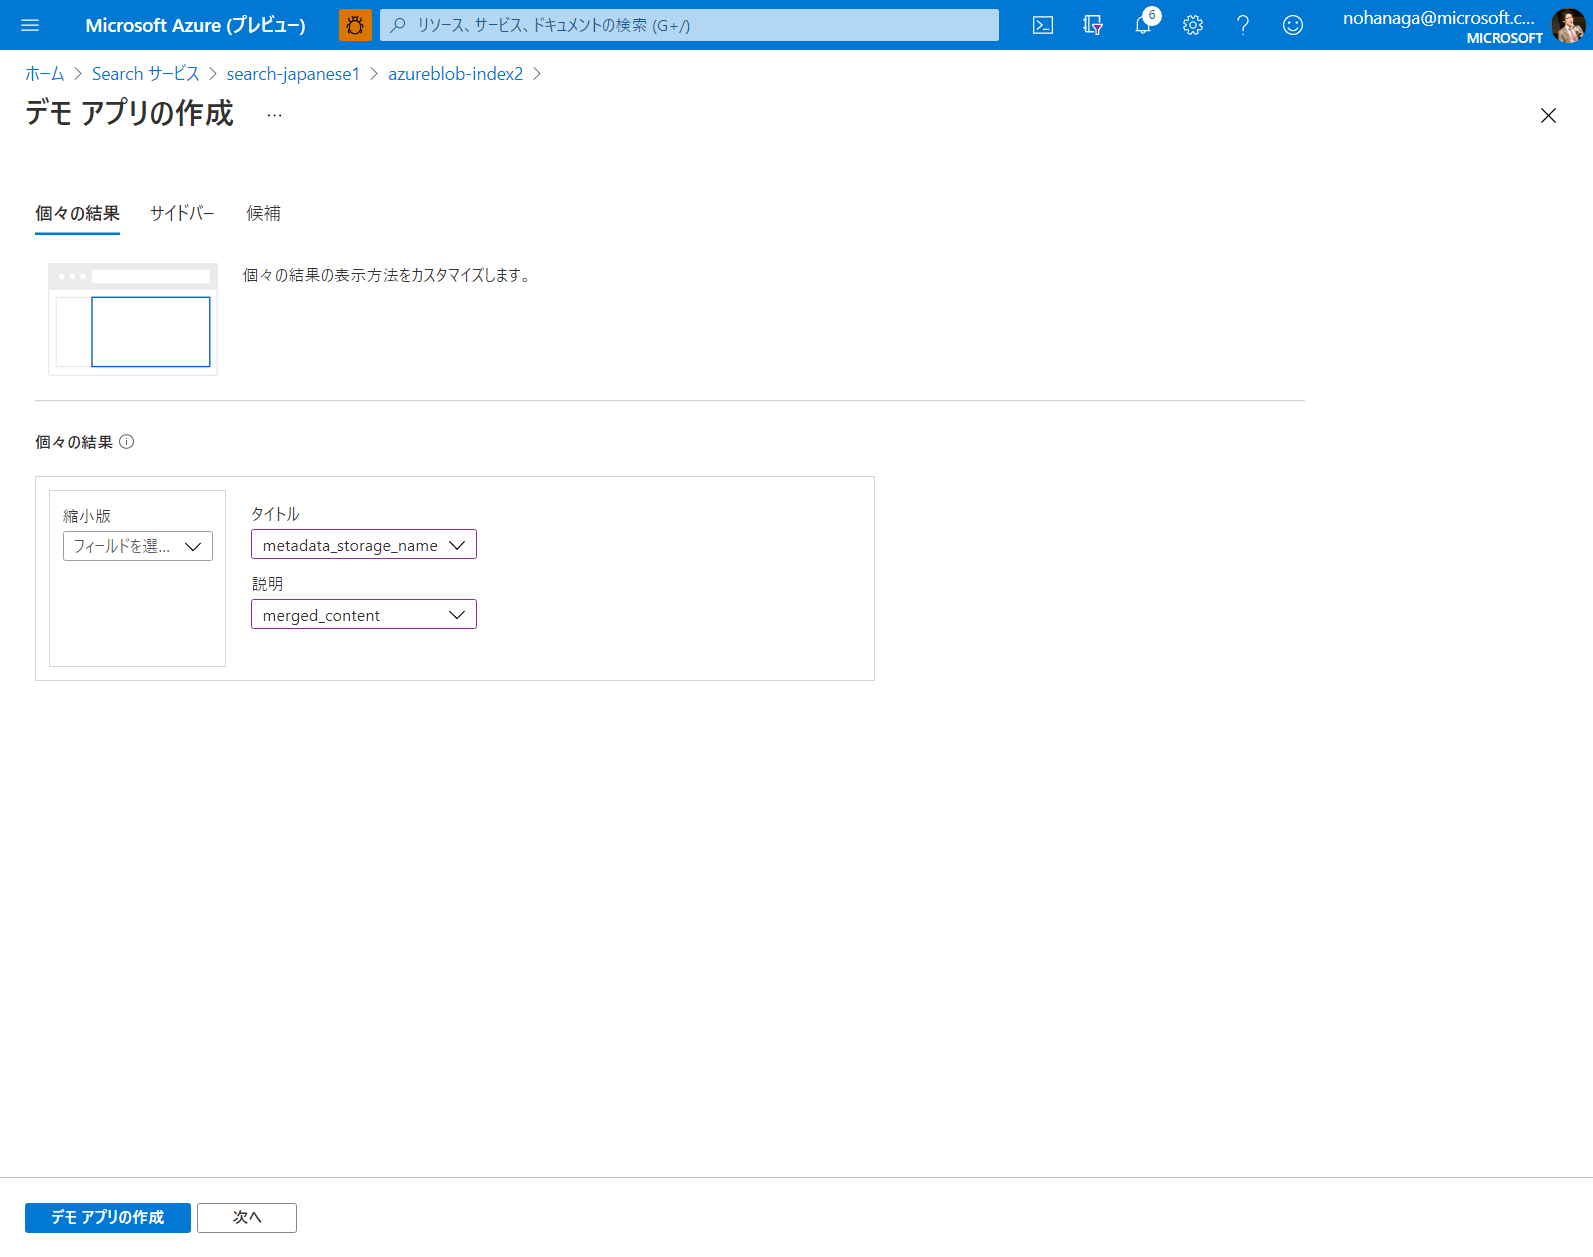 Microsoft Azure (プレビュー)
リソース、サービス、ドキュメントの検索 (G+/)
6
nohanaga@microsoft.c...
MICROSOFT
ホーム > Search サービス > search-japanese1 > azureblob-index2 >
デモ アプリの作成 ...
個々の結果 サイドバー 候補
個々の結果の表示方法をカスタマイズします。
個々の結果
縮小版
フィールドを選...
タイトル
metadata_storage_name
説明
merged_content
デモ アプリの作成 次へ